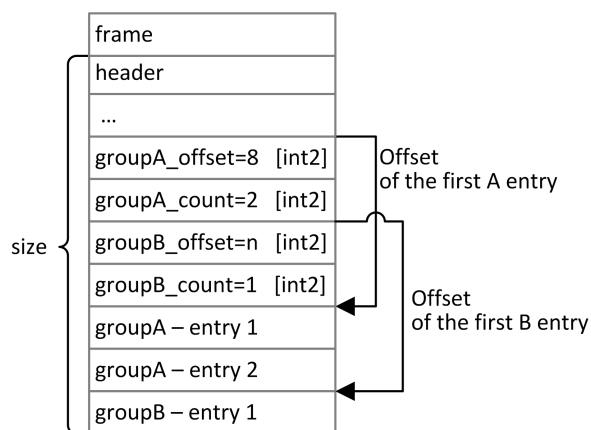 frame
header
...
groupA_offset=8 [int2]
groupA_count=2 [int2]
groupB_offset=n [int2]
groupB_count=1 [int2]
groupA – entry 1
groupA – entry 2
groupB – entry 1
size
Offset
of the first A entry
Offset
of the first B entry